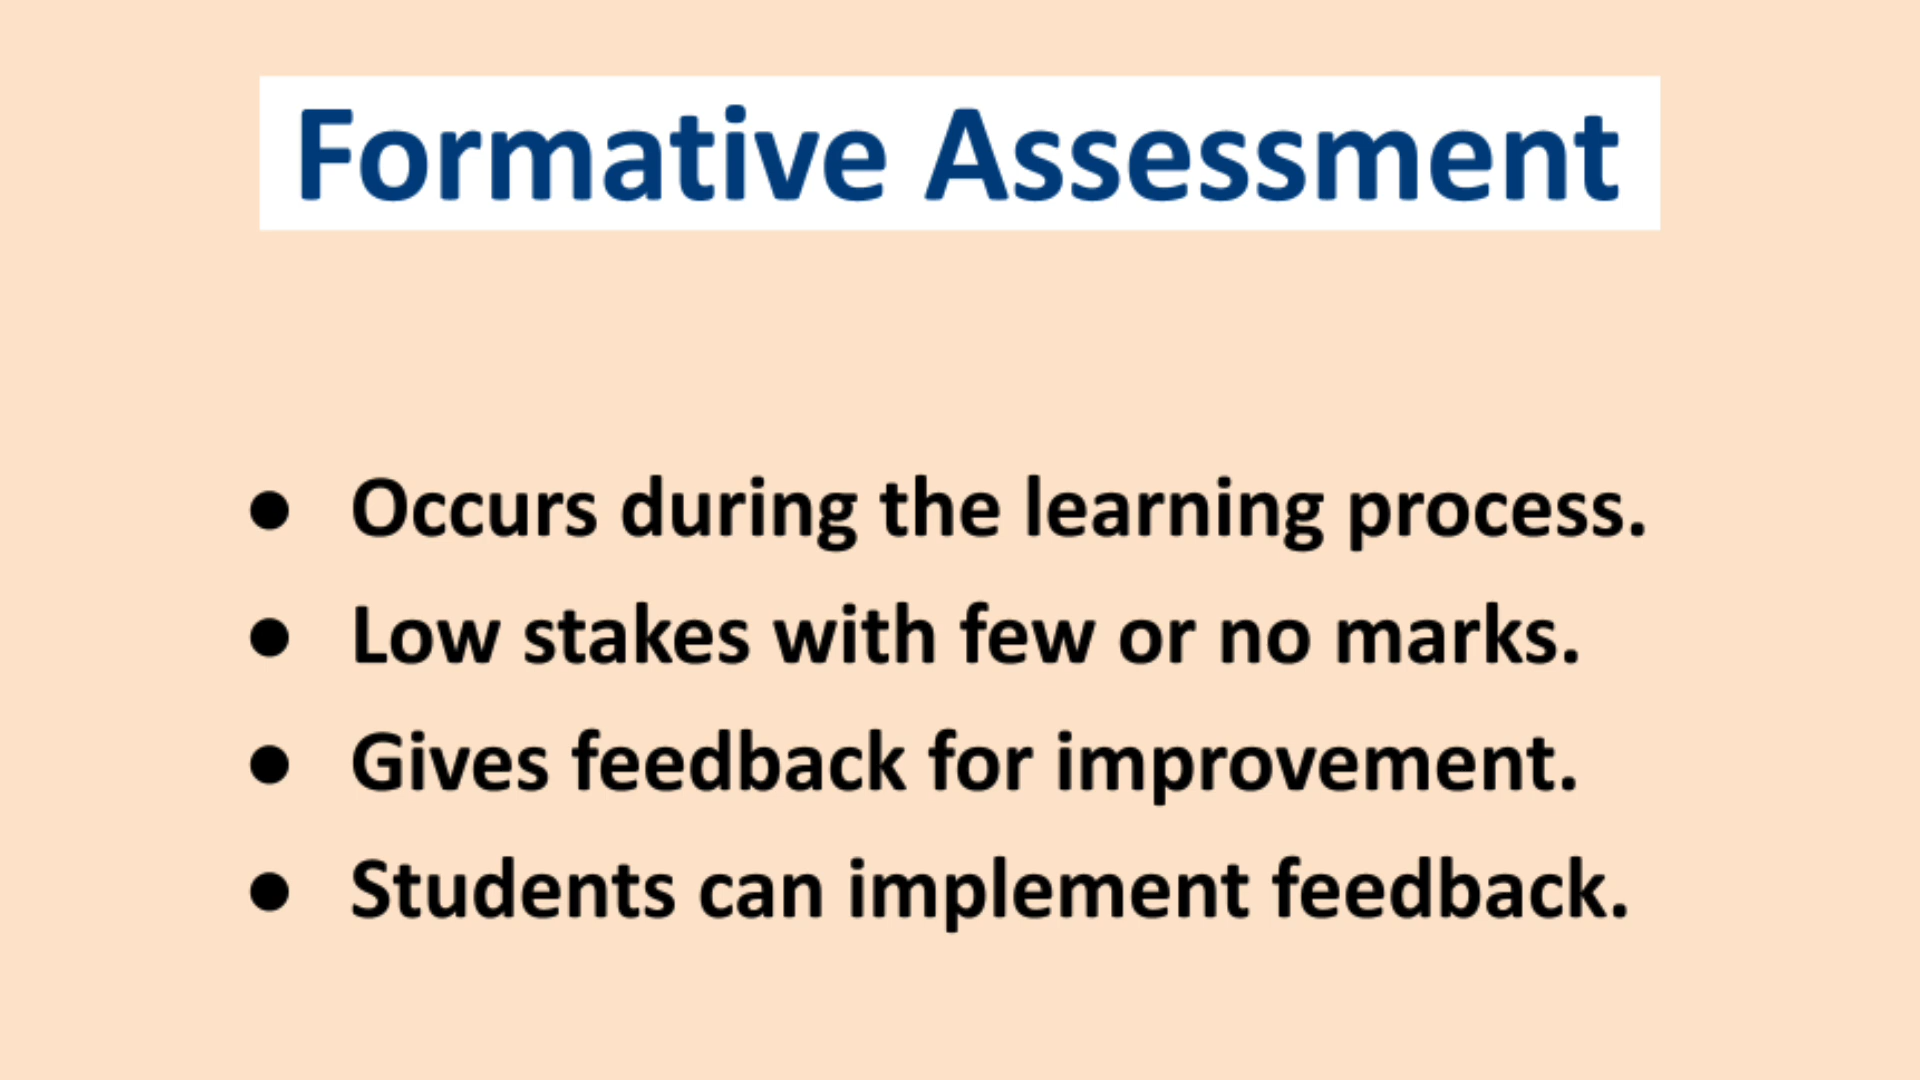 Formative Assessment
● Occurs during the learning process.
● Low stakes with few or no marks.
● Gives feedback for improvement.
● Students can implement feedback.